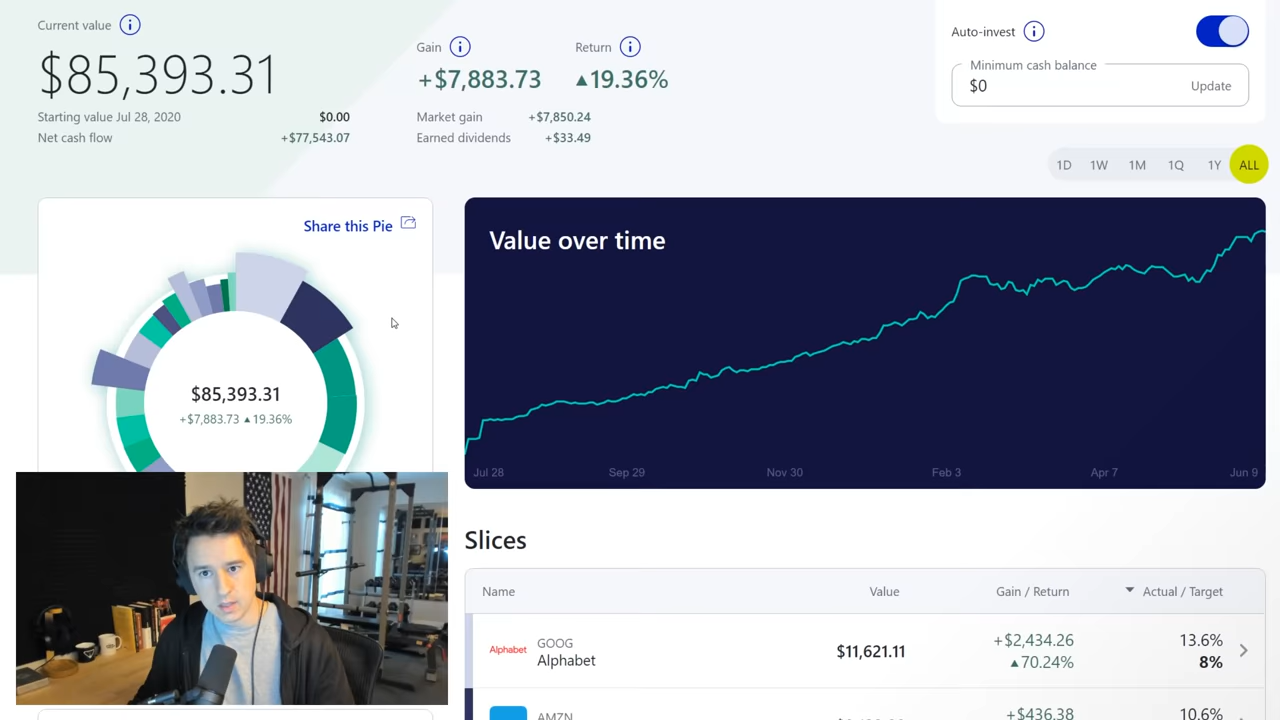 Current value
$85,393.31
Starting value Jul 28, 2020 $0.00
Net cash flow +$77,543.07
Gain
+$7,883.73
Return
▲19.36%
Market gain +$7,850.24
Earned dividends +$33.49
Auto-invest
Minimum cash balance
$0 Update
1D 1W 1M 1Q 1Y ALL
Share this Pie
$85,393.31
+$7,883.73 ▲19.36%
Value over time
Jul 28 Sep 29 Nov 30 Feb 3 Apr 7 Jun 9
Slices
Name Value Gain / Return Actual / Target
Alphabet
GOOG
Alphabet
$11,621.11
+$2,434.26
▲70.24%
13.6%
8%
AMZN
+$436.38
10.6%